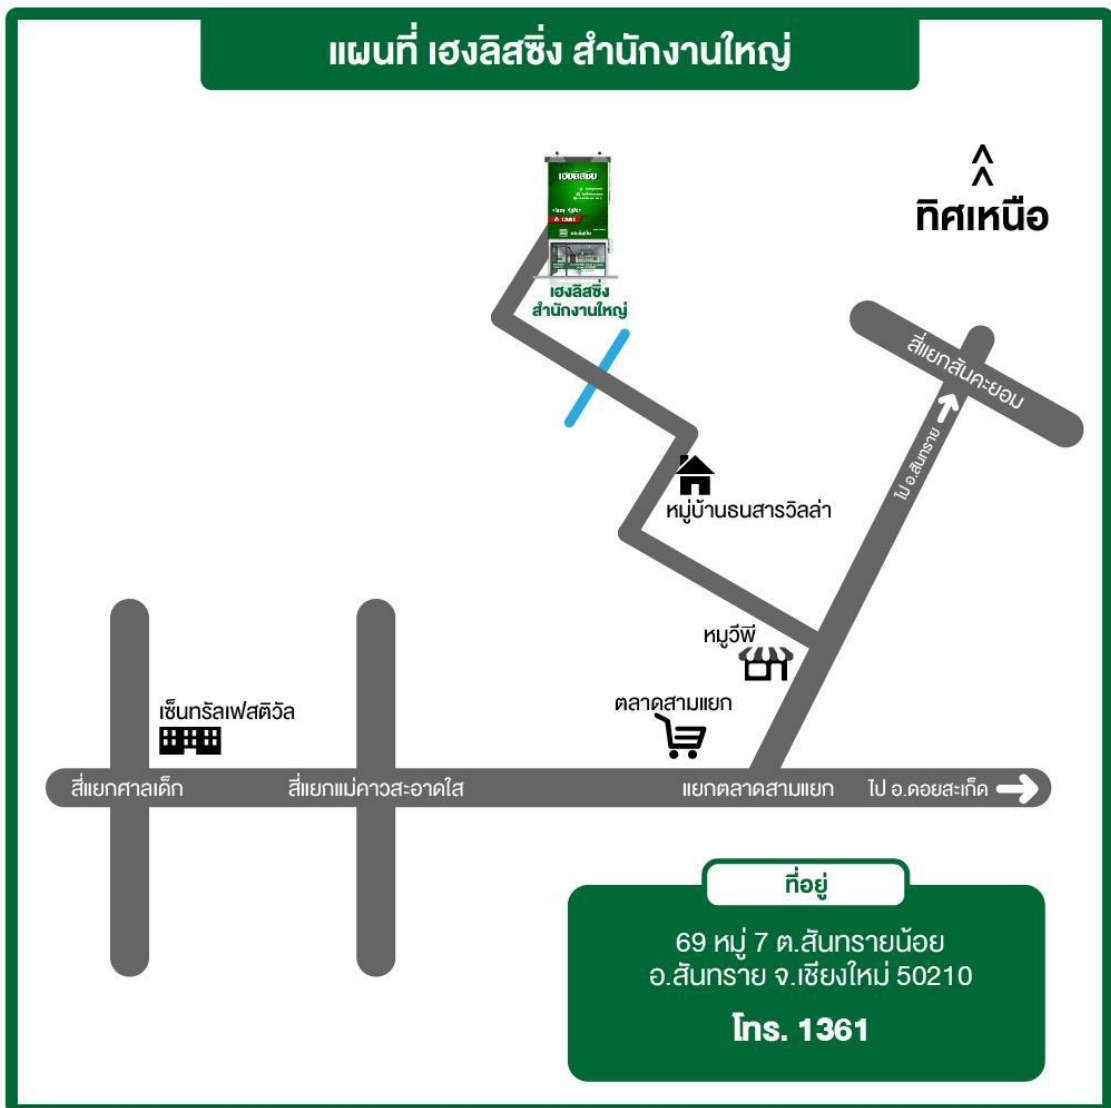 แผนที่ เฮงลิสซิ่ง สำนักงานใหญ่
ทิศเหนือ
เฮงลิสซิ่ง
1361
เฮงลิสซิ่ง
สำนักงานใหญ่
สี่แยกสันคะยอม
ไป อ.สันทราย
หมู่บ้านธนสารวิลล่า
หมูวีพี
ตลาดสามแยก
เซ็นทรัลเฟสติวัล
สี่แยกศาลเด็ก
สี่แยกแม่คาวสะอาดใส
แยกตลาดสามแยก
ไป อ.ดอยสะเก็ด
ที่อยู่
69 หมู่ 7 ต.สันทรายน้อย
อ.สันทราย จ.เชียงใหม่ 50210
โทร. 1361